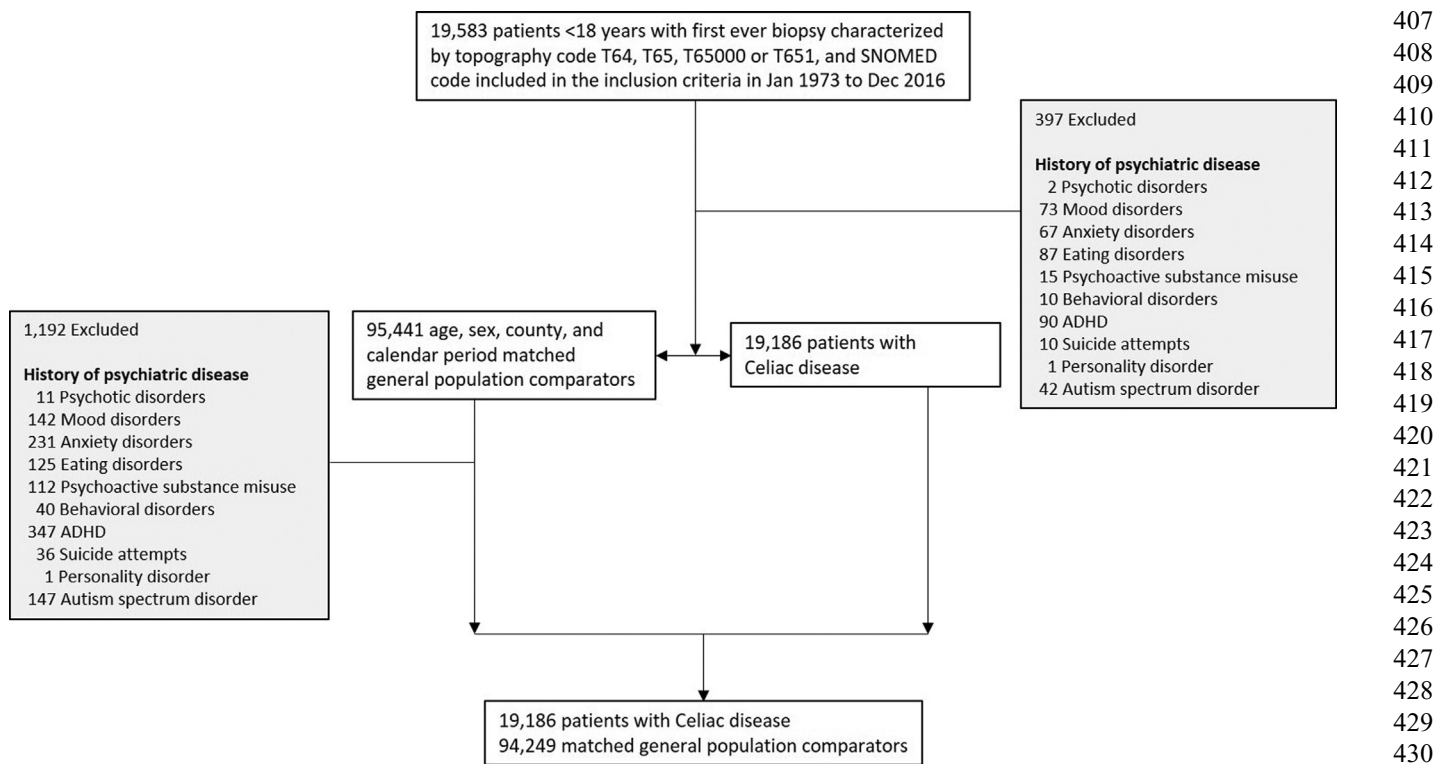 19,583 patients <18 years with first ever biopsy characterized
by topography code T64, T65, T65000 or T651, and SNOMED
code included in the inclusion criteria in Jan 1973 to Dec 2016
397 Excluded
History of psychiatric disease
2 Psychotic disorders
73 Mood disorders
67 Anxiety disorders
87 Eating disorders
15 Psychoactive substance misuse
10 Behavioral disorders
90 ADHD
10 Suicide attempts
1 Personality disorder
42 Autism spectrum disorder
1,192 Excluded
History of psychiatric disease
11 Psychotic disorders
142 Mood disorders
231 Anxiety disorders
125 Eating disorders
112 Psychoactive substance misuse
40 Behavioral disorders
347 ADHD
36 Suicide attempts
1 Personality disorder
147 Autism spectrum disorder
95,441 age, sex, county, and
calendar period matched
general population comparators
19,186 patients with
Celiac disease
19,186 patients with Celiac disease
94,249 matched general population comparators
407
408
409
410
411
412
413
414
415
416
417
418
419
420
421
422
423
424
425
426
427
428
429
430